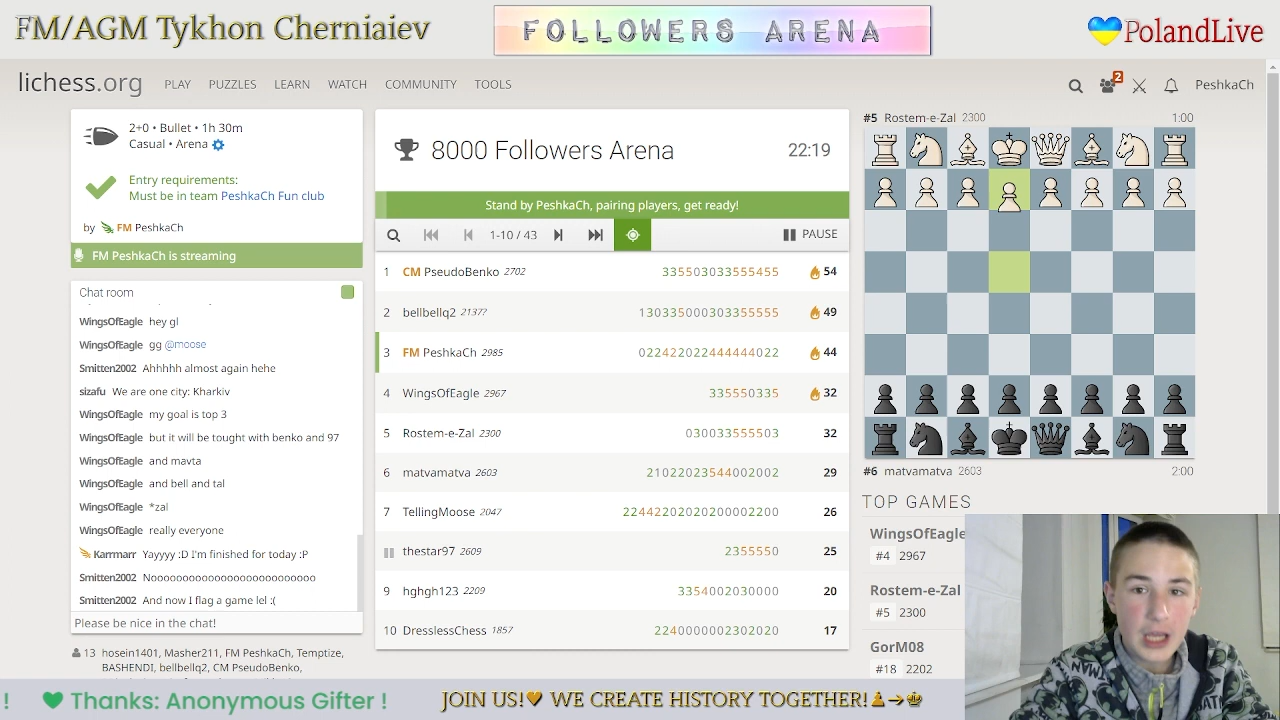 FM/AGM Tykhon Cherniaiev
FOLLOWERS ARENA
PolandLive
lichess.org
PLAY PUZZLES LEARN WATCH COMMUNITY TOOLS
2
PeshkaCh
2+0 • Bullet • 1h 30m
Casual • Arena
Entry requirements:
Must be in team PeshkaCh Fun club
by FM PeshkaCh
FM PeshkaCh is streaming
Chat room
WingsOfEagle hey gl
WingsOfEagle gg @moose
Smitten2002 Ahhhhh almost again hehe
sizafu We are one city: Kharkiv
WingsOfEagle my goal is top 3
WingsOfEagle but it will be tought with benko and 97
WingsOfEagle and mavta
WingsOfEagle and bell and tal
WingsOfEagle *zal
WingsOfEagle really everyone
Karrmarr Yayyyy :D I'm finished for today :P
Smitten2002 Nooooooooooooooooooooooooo
Smitten2002 And now I flag a game lel :(
Please be nice in the chat!
13 hosein1401, Masher211, FM PeshkaCh, Temptize,
BASHENDI, bellbellq2, CM PseudoBenko,
8000 Followers Arena 22:19
Stand by PeshkaCh, pairing players, get ready!
1-10 / 43 PAUSE
1 CM PseudoBenko 2702 3355030333555455 54
2 bellbellq2 2137? 130335000303355555 49
3 FM PeshkaCh 2985 022422022444444022 44
4 WingsOfEagle 2967 335550335 32
5 Rostem-e-Zal 2300 030033555503 32
6 matvamatva 2603 21022023544002002 29
7 TellingMoose 2047 22442202020200002200 26
thestar97 2609 2355550 25
9 hghgh123 2209 3354002030000 20
10 DresslessChess 1857 2240000002302020 17
#5 Rostem-e-Zal 2300 1:00
#6 matvamatva 2603 2:00
TOP GAMES
WingsOfEagle
#4 2967
Rostem-e-Zal
#5 2300
GorM08
#18 2202
! Thanks: Anonymous Gifter !
JOIN US! WE CREATE HISTORY TOGETHER!